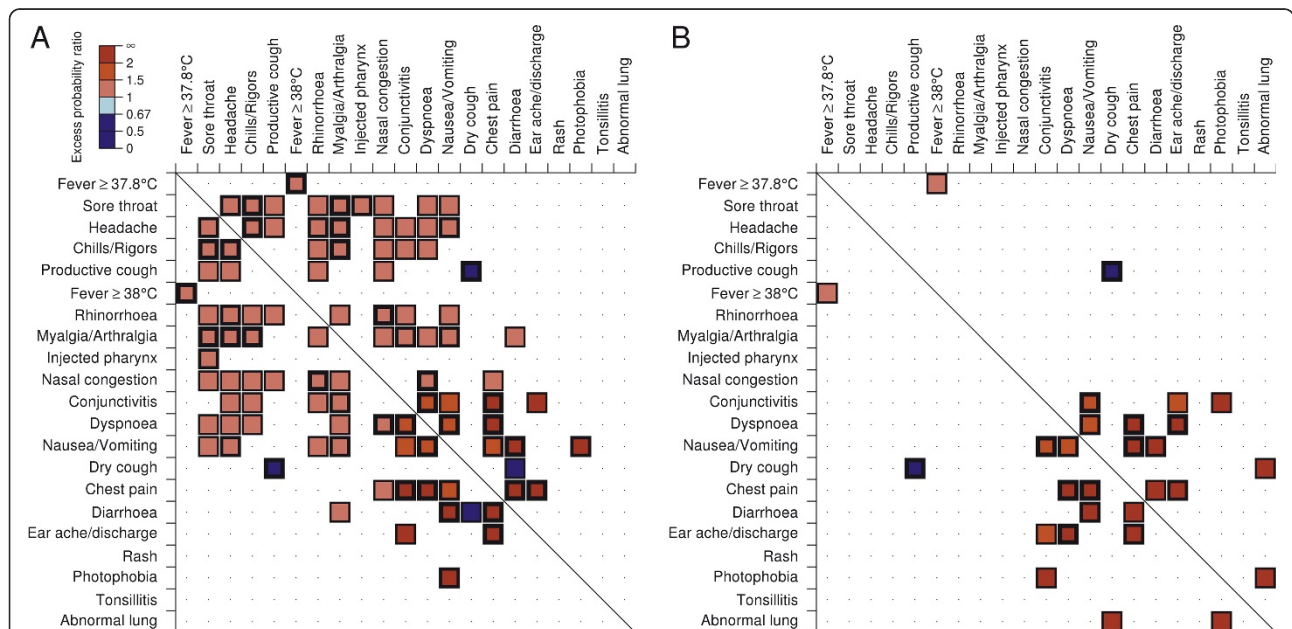 A
Excess probability ratio
∞
2
1.5
1
0.67
0.5
0
Fever ≥ 37.8°C
Sore throat
Headache
Chills/Rigors
Productive cough
Fever ≥ 38°C
Rhinorrhoea
Myalgia/Arthralgia
Injected pharynx
Nasal congestion
Conjunctivitis
Dyspnoea
Nausea/Vomiting
Dry cough
Chest pain
Diarrhoea
Ear ache/discharge
Rash
Photophobia
Tonsillitis
Abnormal lung
Fever ≥ 37.8°C
Sore throat
Headache
Chills/Rigors
Productive cough
Fever ≥ 38°C
Rhinorrhoea
Myalgia/Arthralgia
Injected pharynx
Nasal congestion
Conjunctivitis
Dyspnoea
Nausea/Vomiting
Dry cough
Chest pain
Diarrhoea
Ear ache/discharge
Rash
Photophobia
Tonsillitis
Abnormal lung
B
Fever ≥ 37.8°C
Sore throat
Headache
Chills/Rigors
Productive cough
Fever ≥ 38°C
Rhinorrhoea
Myalgia/Arthralgia
Injected pharynx
Nasal congestion
Conjunctivitis
Dyspnoea
Nausea/Vomiting
Dry cough
Chest pain
Diarrhoea
Ear ache/discharge
Rash
Photophobia
Tonsillitis
Abnormal lung
Fever ≥ 37.8°C
Sore throat
Headache
Chills/Rigors
Productive cough
Fever ≥ 38°C
Rhinorrhoea
Myalgia/Arthralgia
Injected pharynx
Nasal congestion
Conjunctivitis
Dyspnoea
Nausea/Vomiting
Dry cough
Chest pain
Diarrhoea
Ear ache/discharge
Rash
Photophobia
Tonsillitis
Abnormal lung